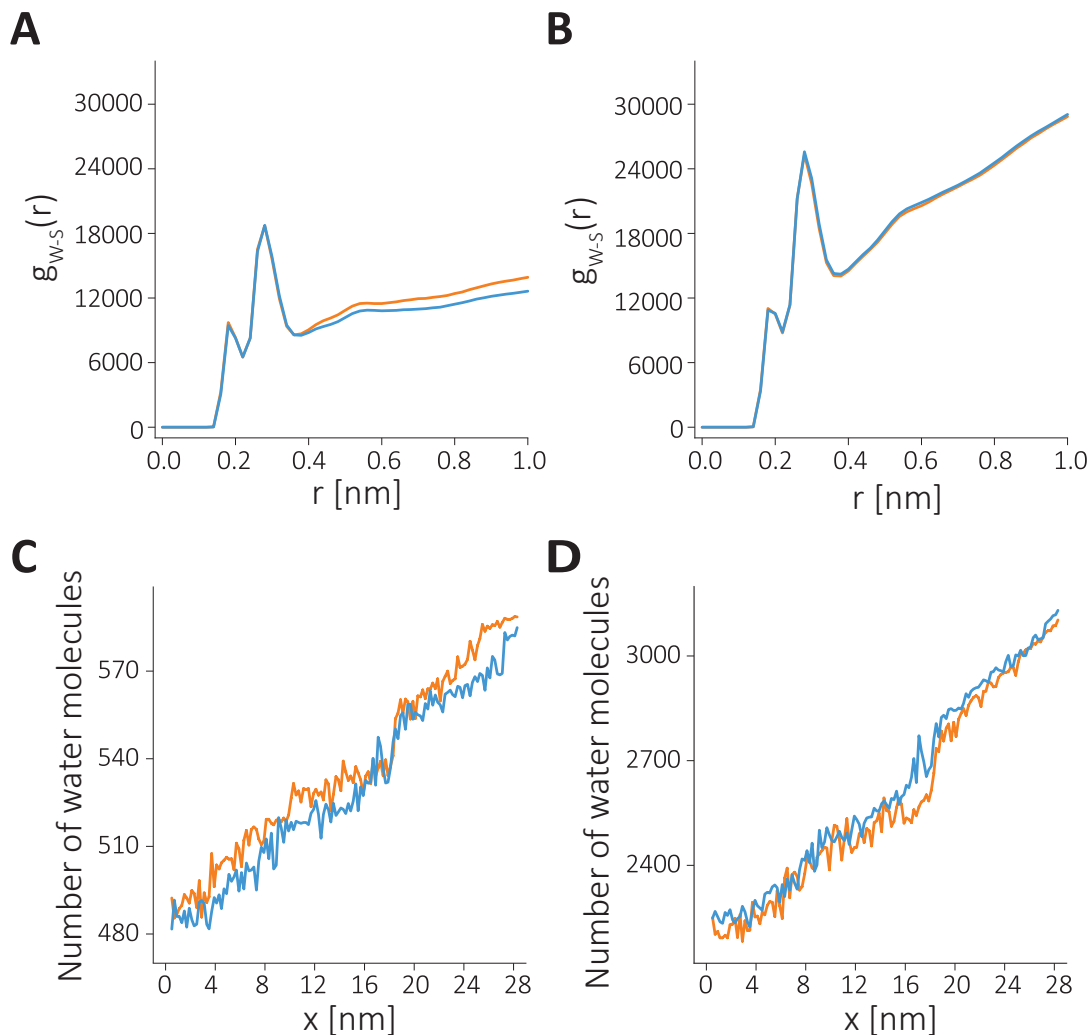 A
B
30000
24000
18000
12000
6000
0
g_W-S(r)
0.0 0.2 0.4 0.6 0.8 1.0
r [nm]
30000
24000
18000
12000
6000
0
g_W-S(r)
0.0 0.2 0.4 0.6 0.8 1.0
r [nm]
C
D
Number of water molecules
570
540
510
480
0 4 8 12 16 20 24 28
x [nm]
Number of water molecules
3000
2700
2400
0 4 8 12 16 20 24 28
x [nm]